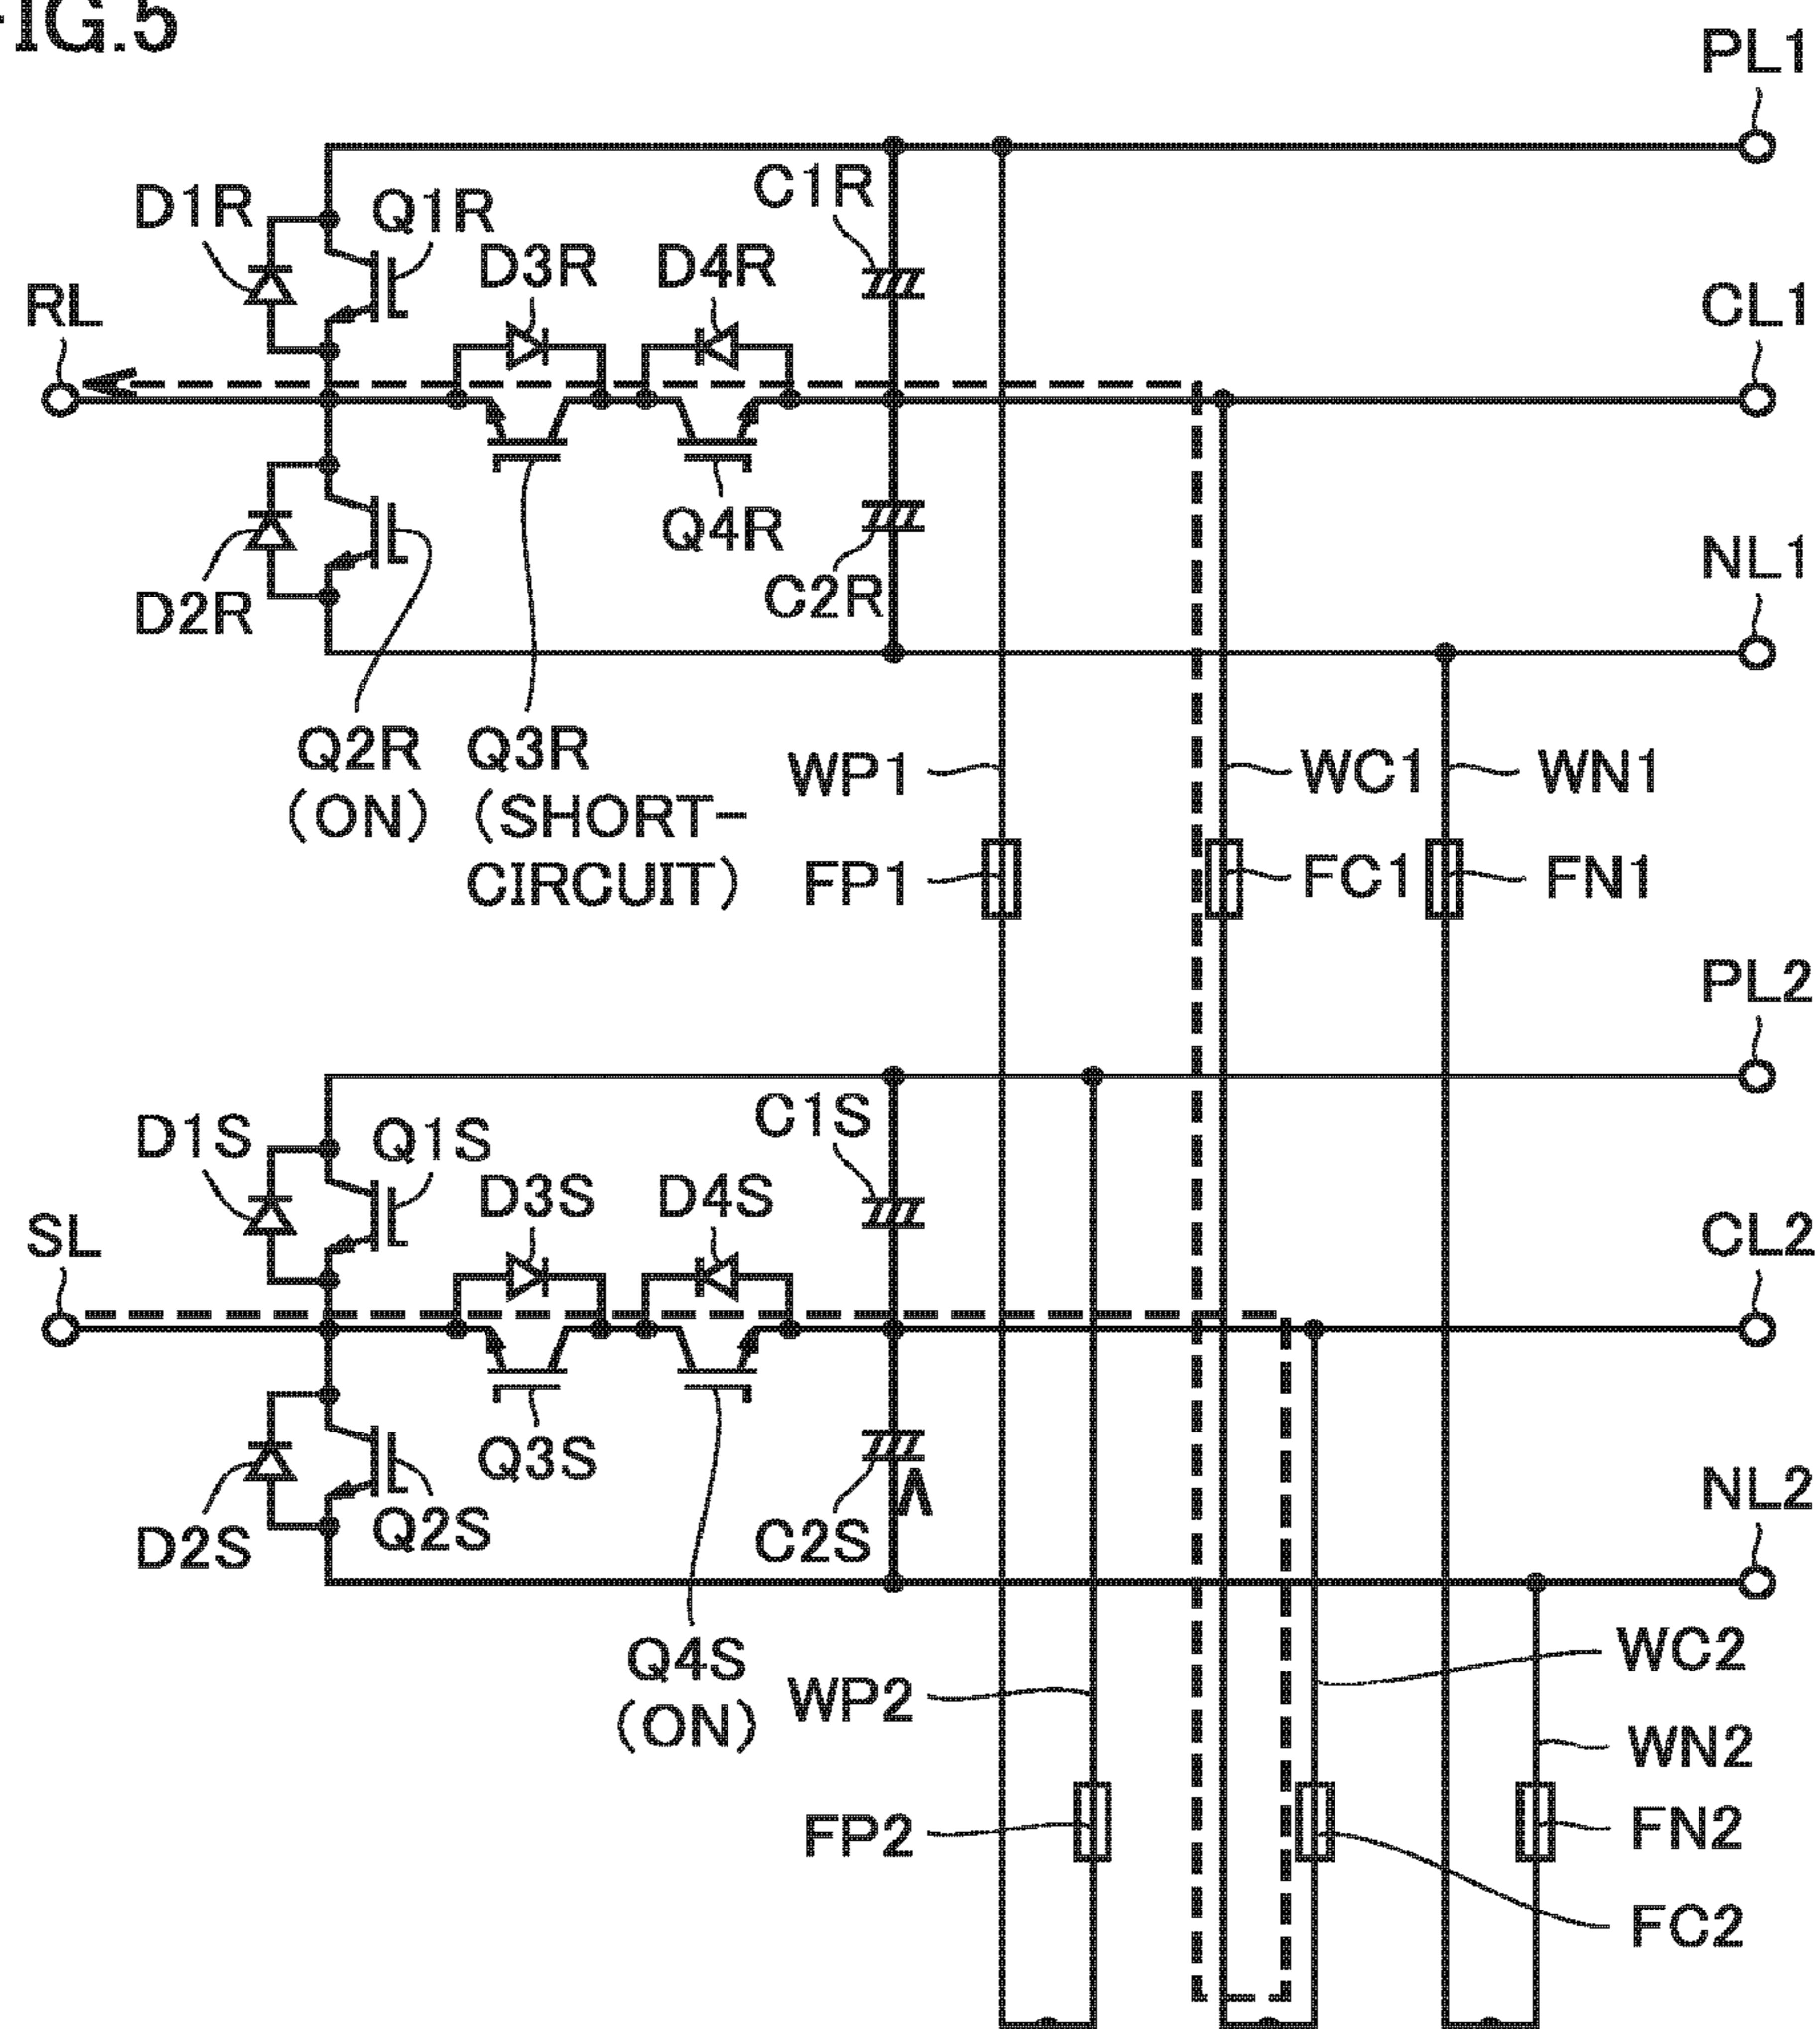 FIG.5
PL1
D1R
Q1R
C1R
D3R
D4R
RL
CL1
Q4R
D2R
C2R
NL1
Q2R
(ON)
Q3R
(SHORT-
CIRCUIT)
WP1
WC1
WN1
FP1
FC1
FN1
PL2
D1S
Q1S
C1S
D3S
D4S
SL
CL2
Q3S
D2S
Q2S
C2S
NL2
Q4S
(ON)
WP2
WC2
WN2
FP2
FN2
FC2